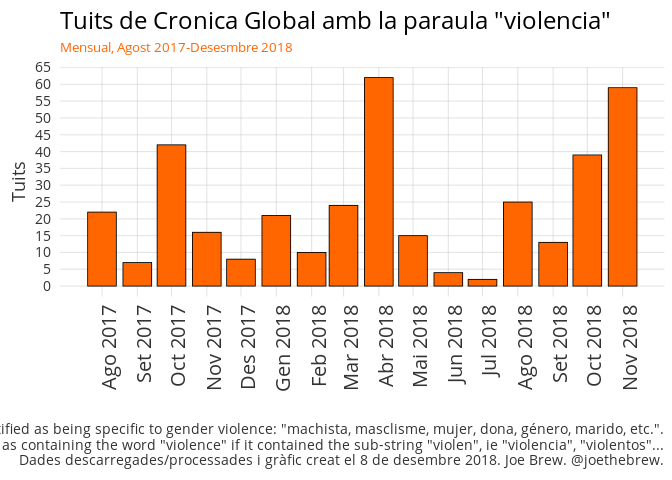 Tuits de Cronica Global amb la paraula "violencia"
Mensual, Agost 2017-Desesmbre 2018
65
60
55
50
45
40
35
30
25
20
15
10
5
0
Tuits
Ago 2017
Set 2017
Oct 2017
Nov 2017
Des 2017
Gen 2018
Feb 2018
Mar 2018
Abr 2018
Mai 2018
Jun 2018
Jul 2018
Ago 2018
Set 2018
Oct 2018
Nov 2018
tified as being specific to gender violence: "machista, masclisme, mujer, dona, género, marido, etc.".
as containing the word "violence" if it contained the sub-string "violen", ie "violencia", "violentos"...
Dades descarregades/processades i gràfic creat el 8 de desembre 2018. Joe Brew. @joethebrew.